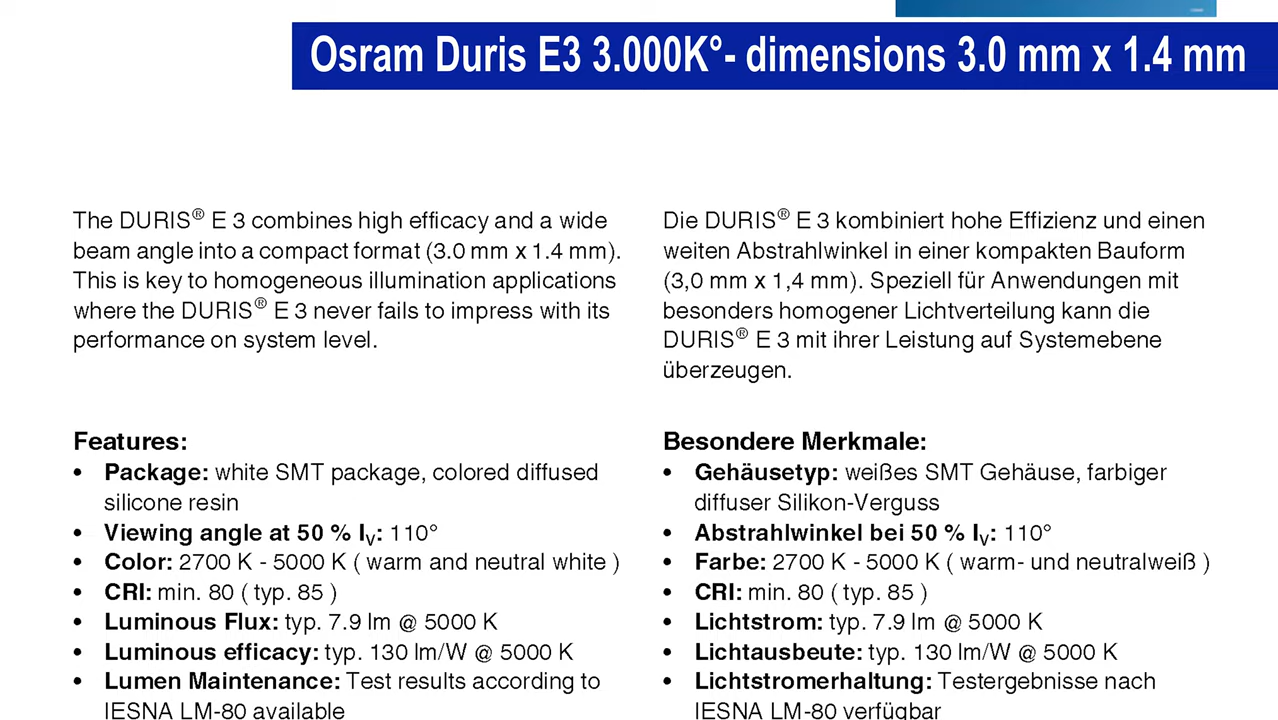 Osram Duris E3 3.000K°- dimensions 3.0 mm x 1.4 mm
The DURIS® E 3 combines high efficacy and a wide
beam angle into a compact format (3.0 mm x 1.4 mm).
This is key to homogeneous illumination applications
where the DURIS® E 3 never fails to impress with its
performance on system level.
Features:
• Package: white SMT package, colored diffused
silicone resin
• Viewing angle at 50 % Iv: 110°
• Color: 2700 K - 5000 K ( warm and neutral white )
• CRI: min. 80 ( typ. 85 )
• Luminous Flux: typ. 7.9 lm @ 5000 K
• Luminous efficacy: typ. 130 lm/W @ 5000 K
• Lumen Maintenance: Test results according to
IESNA LM-80 available
Die DURIS® E 3 kombiniert hohe Effizienz und einen
weiten Abstrahlwinkel in einer kompakten Bauform
(3,0 mm x 1,4 mm). Speziell für Anwendungen mit
besonders homogener Lichtverteilung kann die
DURIS® E 3 mit ihrer Leistung auf Systemebene
überzeugen.
Besondere Merkmale:
• Gehäusetyp: weißes SMT Gehäuse, farbiger
diffuser Silikon-Verguss
• Abstrahlwinkel bei 50 % Iv: 110°
• Farbe: 2700 K - 5000 K ( warm- und neutralweiß )
• CRI: min. 80 ( typ. 85 )
• Lichtstrom: typ. 7.9 lm @ 5000 K
• Lichtausbeute: typ. 130 lm/W @ 5000 K
• Lichtstromerhaltung: Testergebnisse nach
IESNA LM-80 verfügbar